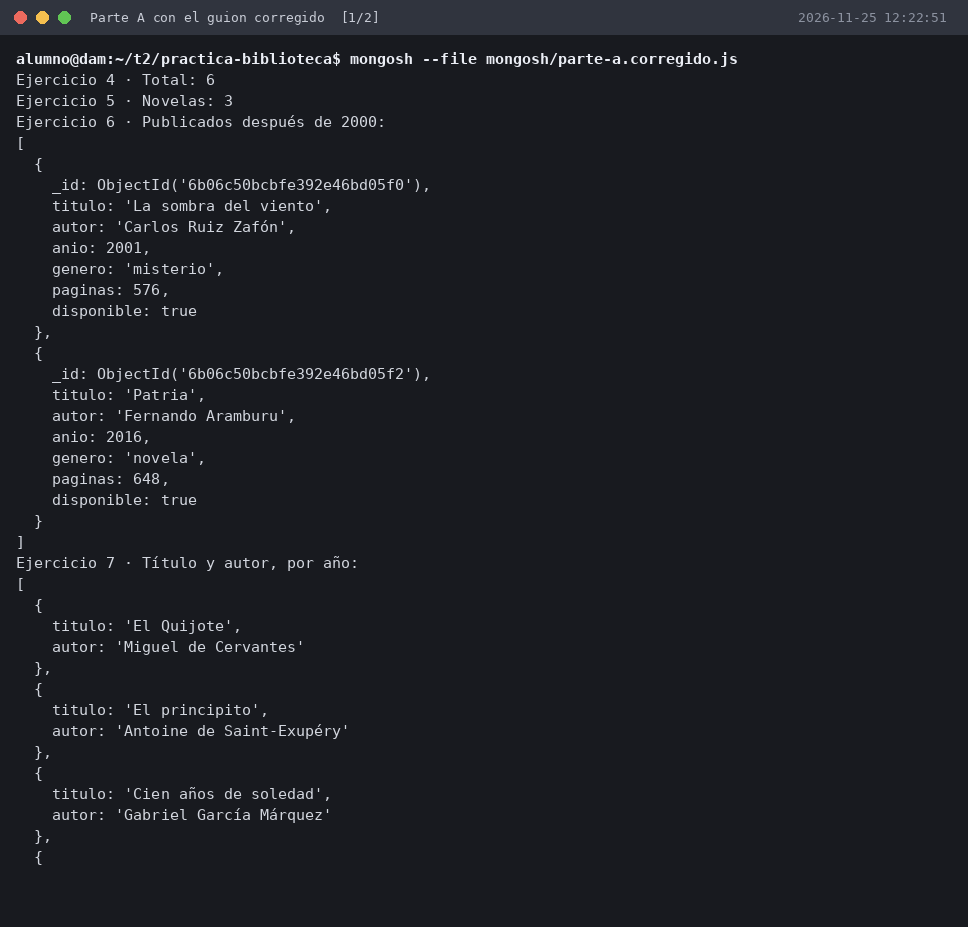 Parte A con el guion corregido [1/2]
2026-11-25 12:22:51
alumno@dam:~/t2/practica-biblioteca$ mongosh --file mongosh/parte-a.corregido.js
Ejercicio 4 · Total: 6
Ejercicio 5 · Novelas: 3
Ejercicio 6 · Publicados después de 2000:
[
  {
    _id: ObjectId('6b06c50bcbfe392e46bd05f0'),
    titulo: 'La sombra del viento',
    autor: 'Carlos Ruiz Zafón',
    anio: 2001,
    genero: 'misterio',
    paginas: 576,
    disponible: true
  },
  {
    _id: ObjectId('6b06c50bcbfe392e46bd05f2'),
    titulo: 'Patria',
    autor: 'Fernando Aramburu',
    anio: 2016,
    genero: 'novela',
    paginas: 648,
    disponible: true
  }
]
Ejercicio 7 · Título y autor, por año:
[
  {
    titulo: 'El Quijote',
    autor: 'Miguel de Cervantes'
  },
  {
    titulo: 'El principito',
    autor: 'Antoine de Saint-Exupéry'
  },
  {
    titulo: 'Cien años de soledad',
    autor: 'Gabriel García Márquez'
  },
  {